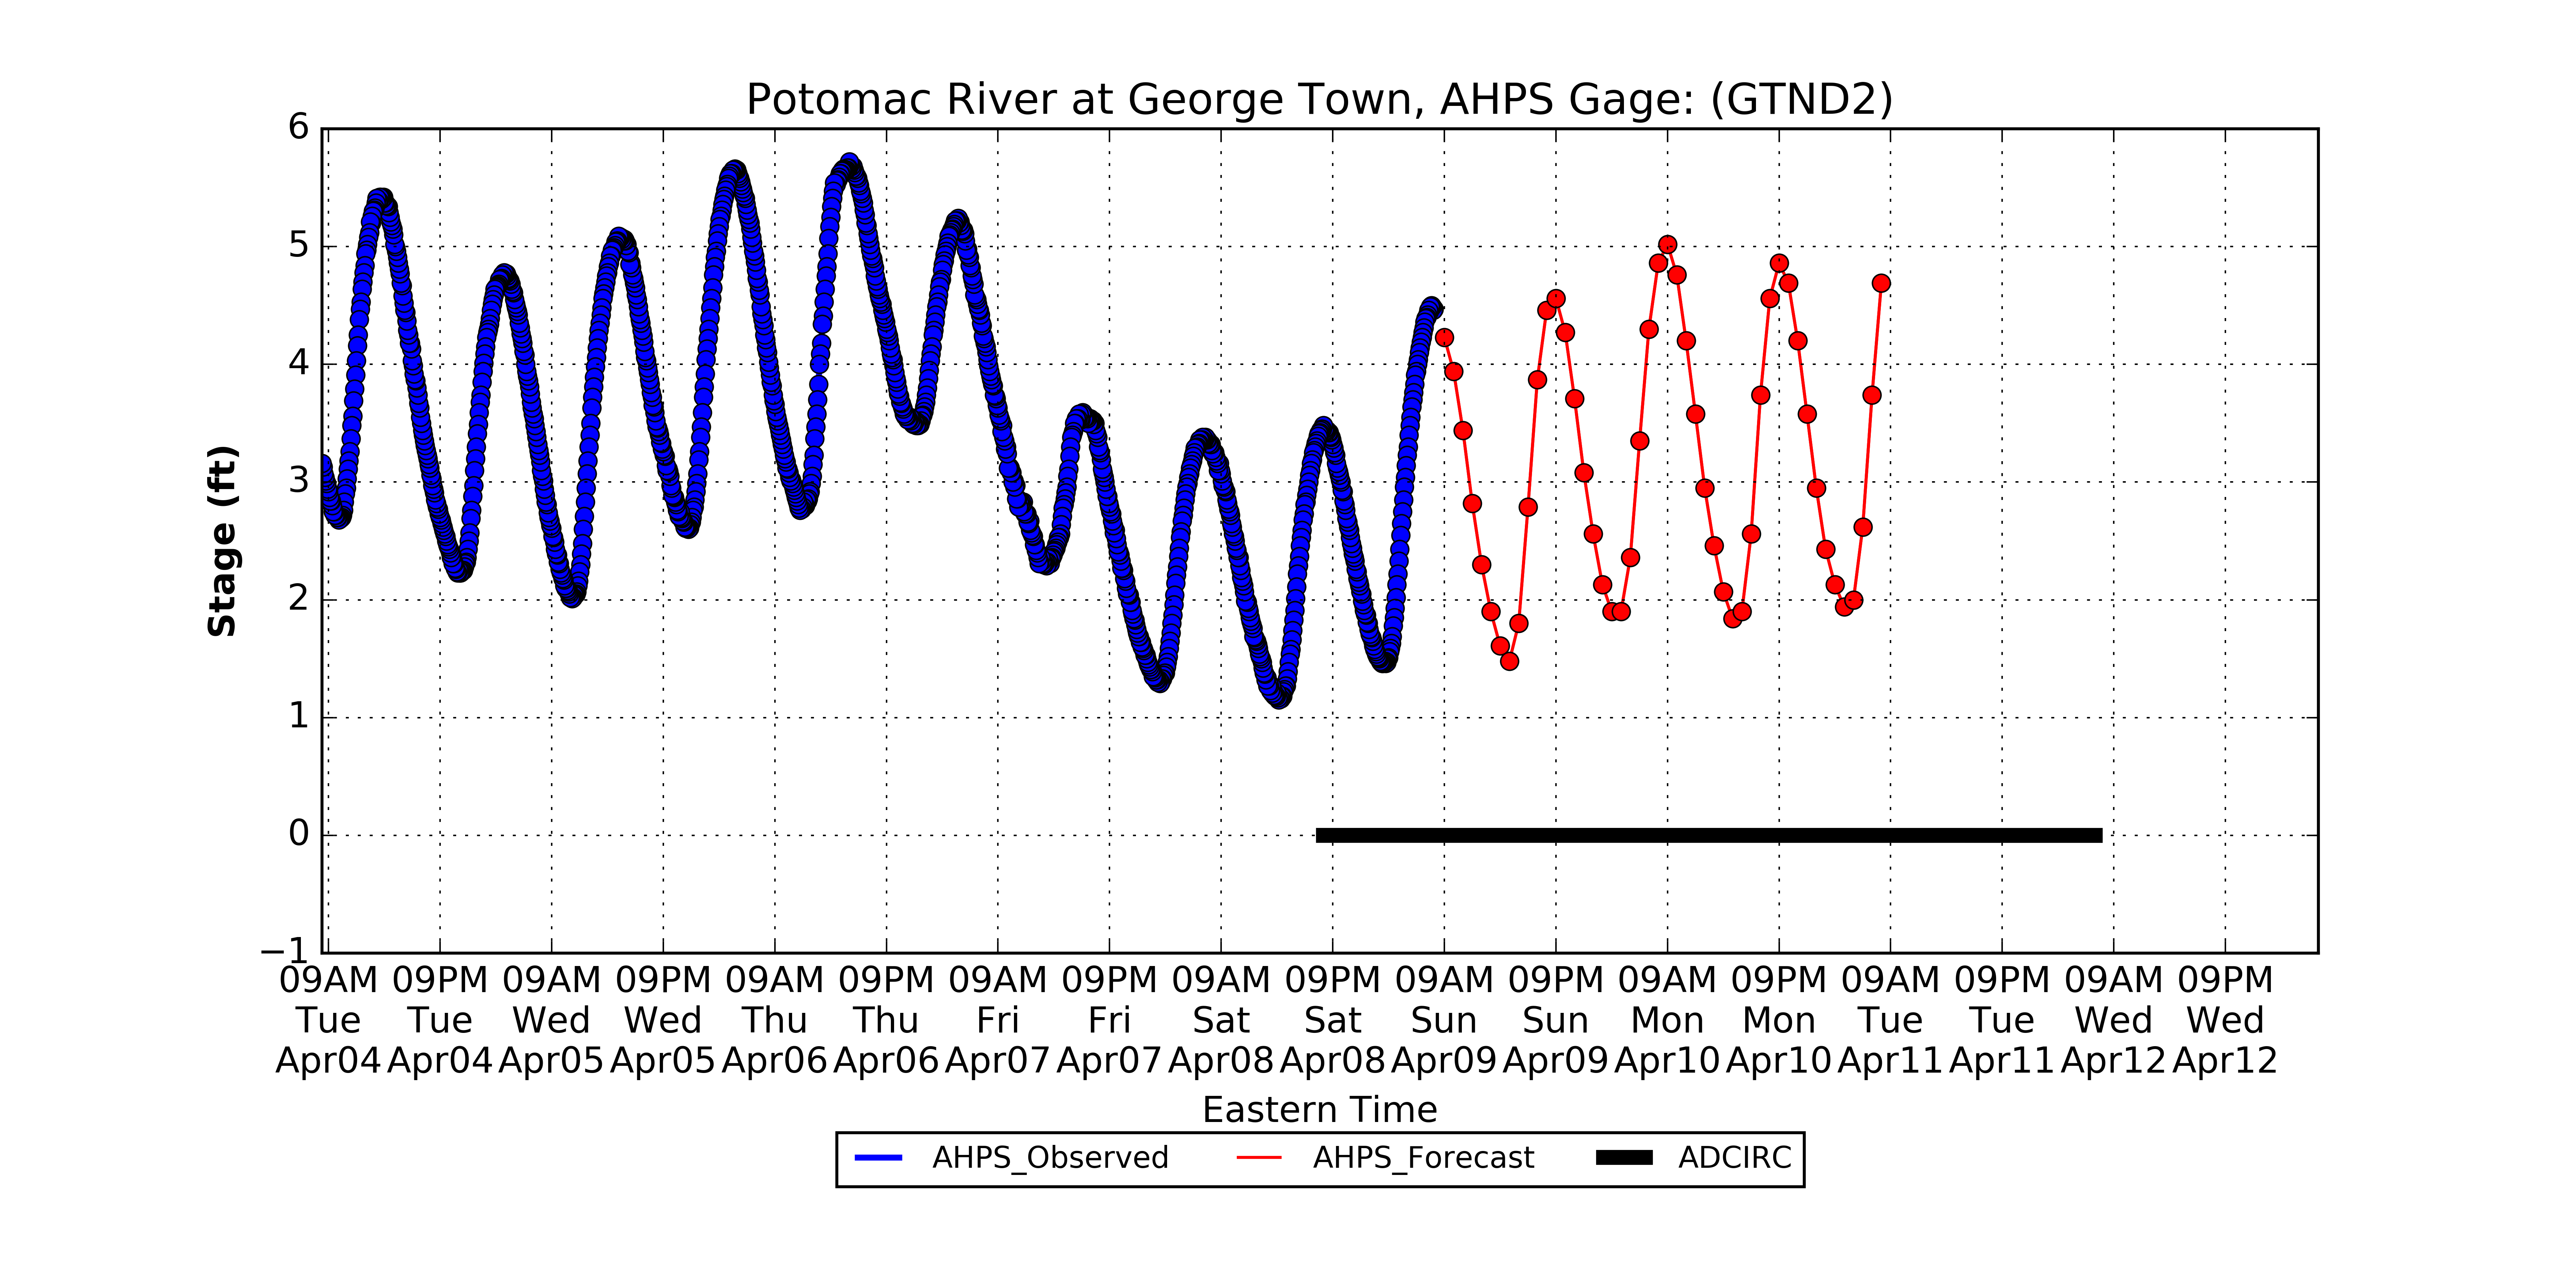 Potomac River at George Town, AHPS Gage: (GTND2)
6
5
4
3
2
1
0
−1
Stage (ft)
09AM 09PM 09AM 09PM 09AM 09PM 09AM 09PM 09AM 09PM 09AM 09PM 09AM 09PM 09AM 09PM 09AM 09PM
Tue Tue Wed Wed Thu Thu Fri Fri Sat Sat Sun Sun Mon Mon Tue Tue Wed Wed
Apr04 Apr04 Apr05 Apr05 Apr06 Apr06 Apr07 Apr07 Apr08 Apr08 Apr09 Apr09 Apr10 Apr10 Apr11 Apr11 Apr12 Apr12
Eastern Time
AHPS_Observed AHPS_Forecast ADCIRC